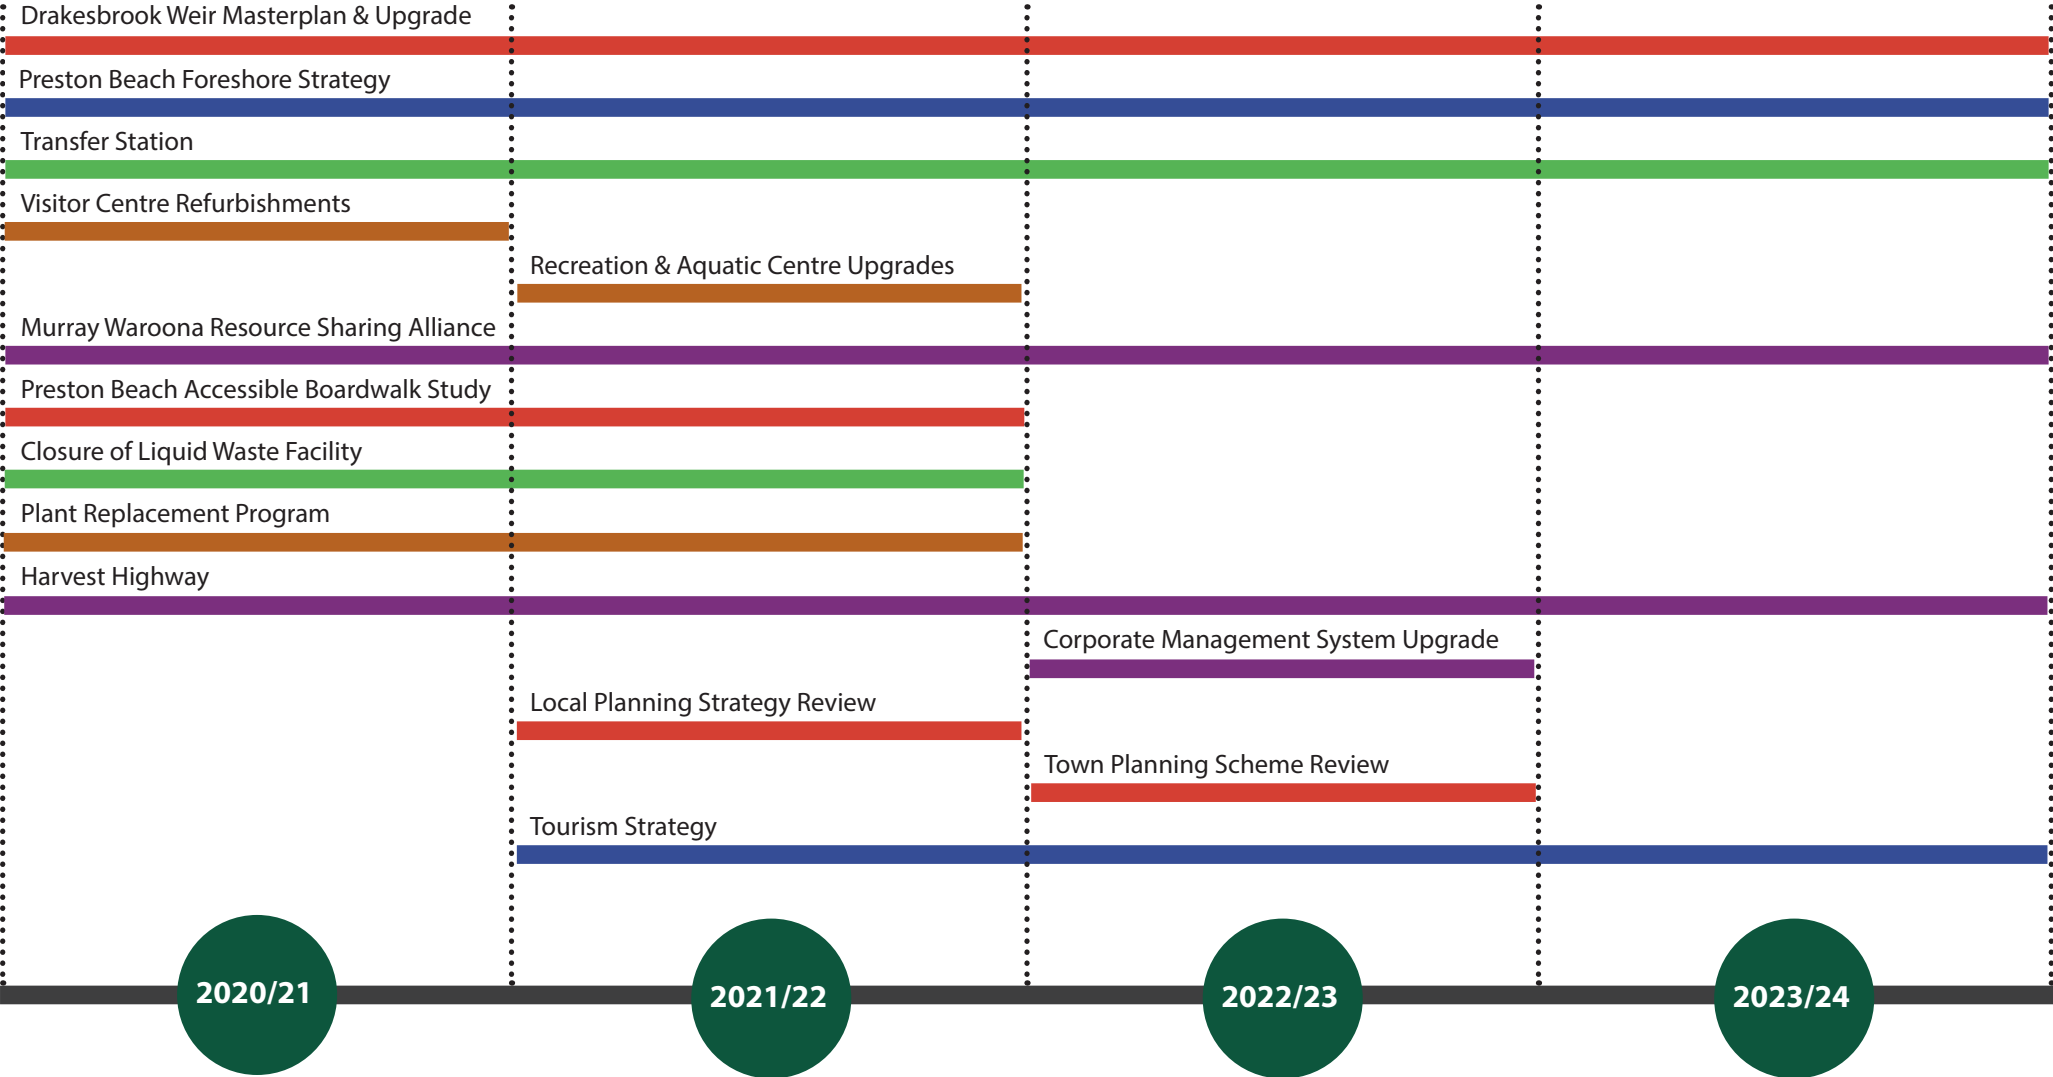 Drakesbrook Weir Masterplan & Upgrade
Preston Beach Foreshore Strategy
Transfer Station
Visitor Centre Refurbishments
Recreation & Aquatic Centre Upgrades
Murray Waroona Resource Sharing Alliance
Preston Beach Accessible Boardwalk Study
Closure of Liquid Waste Facility
Plant Replacement Program
Harvest Highway
Corporate Management System Upgrade
Local Planning Strategy Review
Town Planning Scheme Review
Tourism Strategy
2020/21
2021/22
2022/23
2023/24